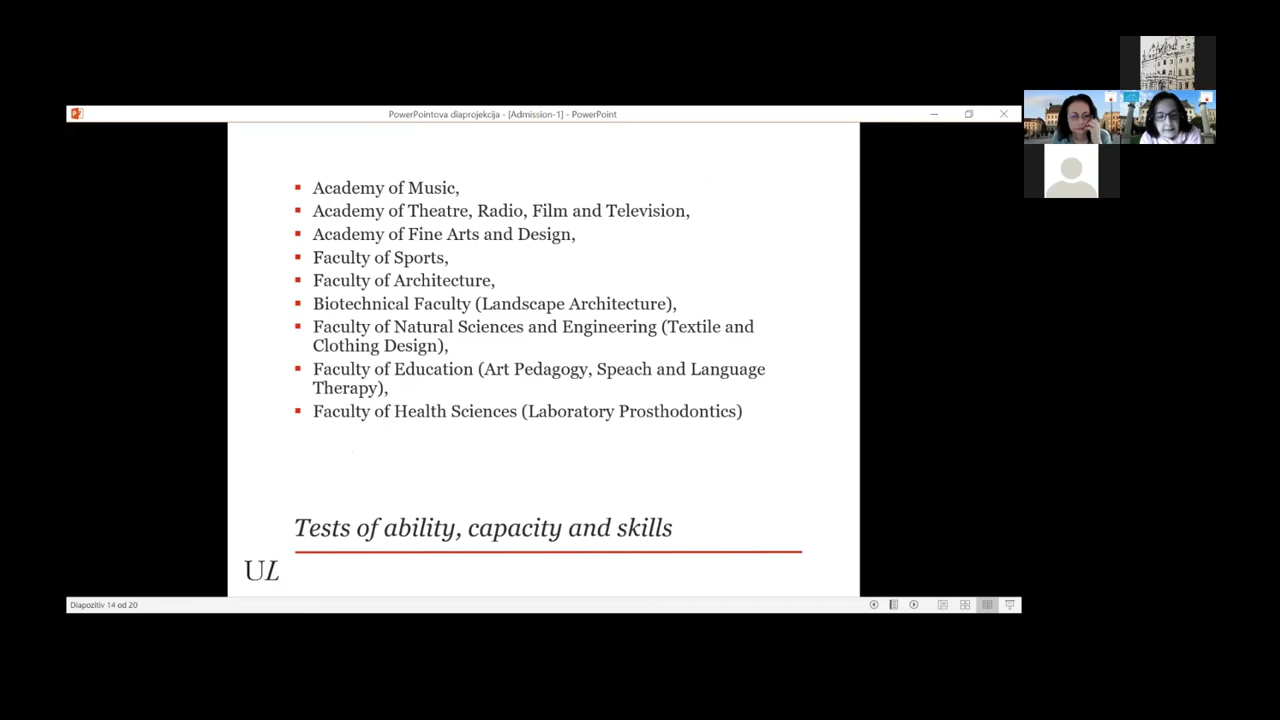 PowerPointova diaprojekcija - [Admission-1] - PowerPoint
Academy of Music,
Academy of Theatre, Radio, Film and Television,
Academy of Fine Arts and Design,
Faculty of Sports,
Faculty of Architecture,
Biotechnical Faculty (Landscape Architecture),
Faculty of Natural Sciences and Engineering (Textile and
Clothing Design),
Faculty of Education (Art Pedagogy, Speach and Language
Therapy),
Faculty of Health Sciences (Laboratory Prosthodontics)
Tests of ability, capacity and skills
UL
Diapozitiv 14 od 20